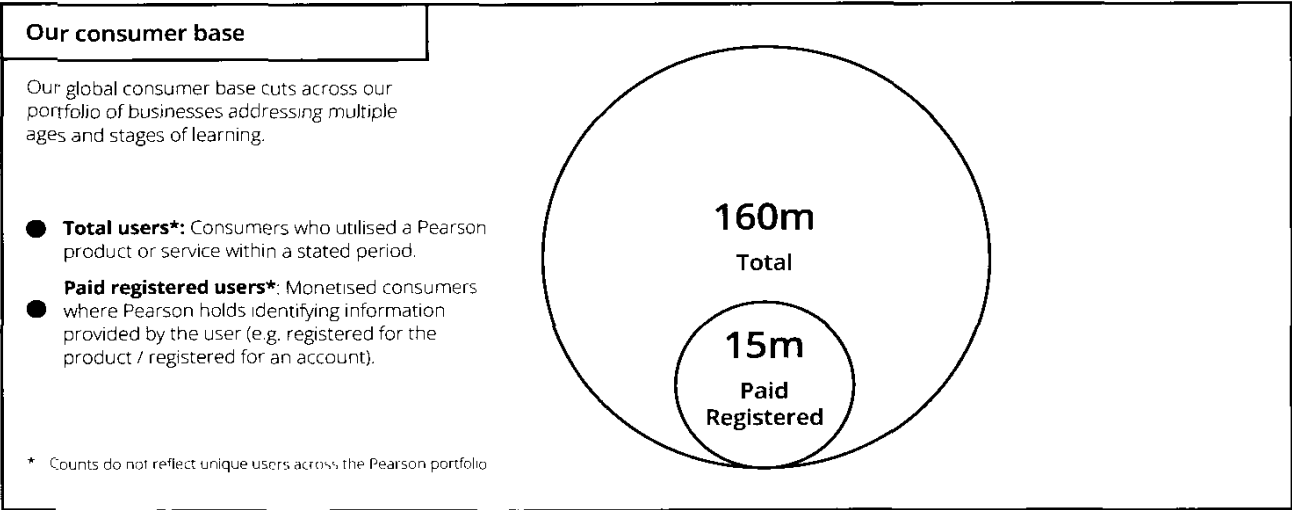 Our consumer base
Our global consumer base cuts across our
portfolio of businesses addressing multiple
ages and stages of learning.
Total users*: Consumers who utilised a Pearson
product or service within a stated period.
Paid registered users*: Monetised consumers
where Pearson holds identifying information
provided by the user (e.g. registered for the
product / registered for an account).
* Counts do not reflect unique users across the Pearson portfolio
160m
Total
15m
Paid
Registered